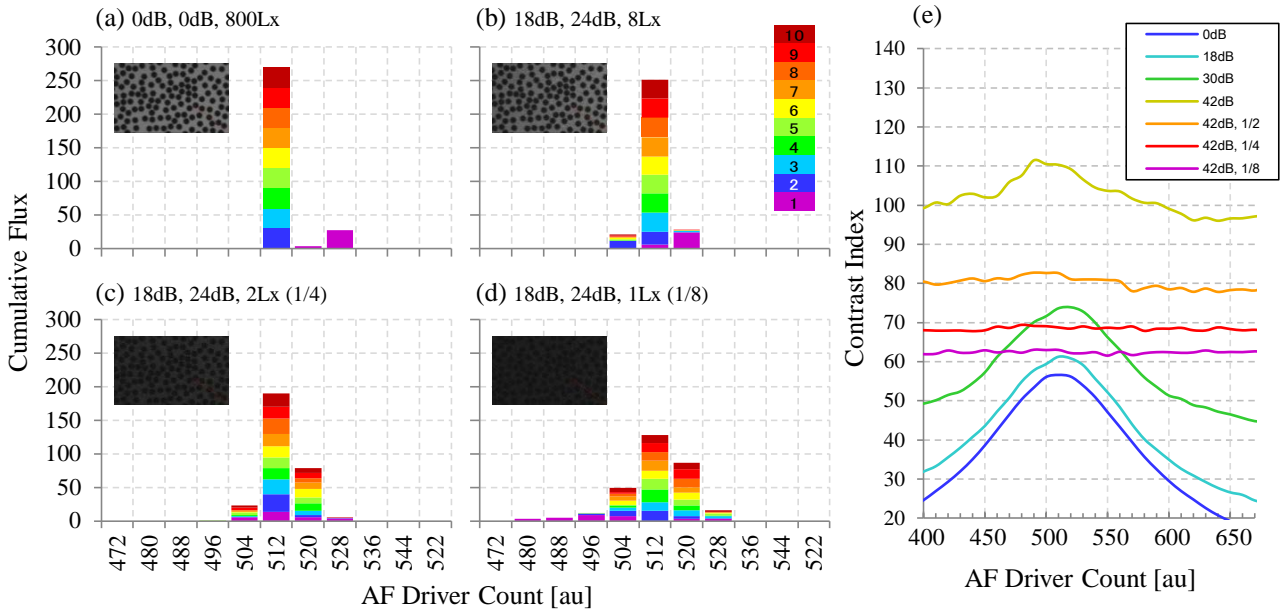 (a) 0dB, 0dB, 800Lx
(b) 18dB, 24dB, 8Lx
(e)
300
250
200
150
100
50
0
10
9
8
7
6
5
4
3
2
1
(c) 18dB, 24dB, 2Lx (1/4)
(d) 18dB, 24dB, 1Lx (1/8)
300
250
200
150
100
50
0
Cumulative Flux
472 480 488 496 504 512 520 528 536 544 522
472 480 488 496 504 512 520 528 536 544 522
AF Driver Count [au]
0dB
18dB
30dB
42dB
42dB, 1/2
42dB, 1/4
42dB, 1/8
140
130
120
110
100
90
80
70
60
50
40
30
20
Contrast Index
400 450 500 550 600 650
AF Driver Count [au]